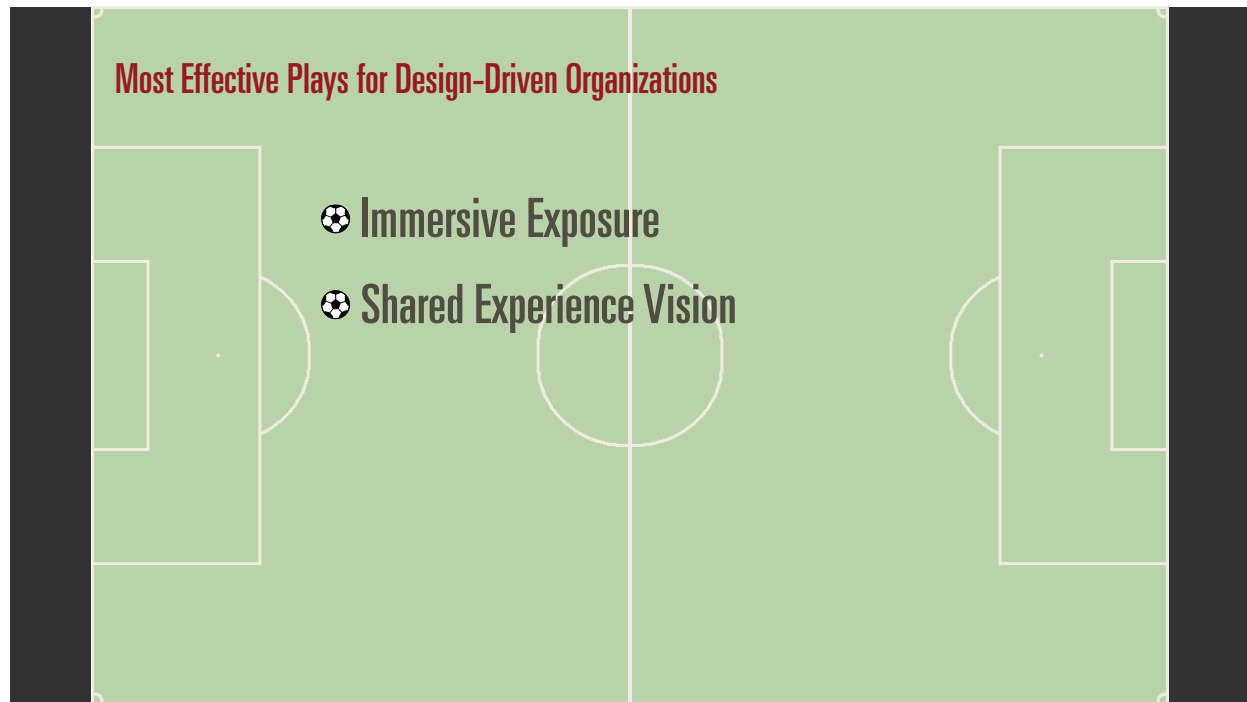 Most Effective Plays for Design-Driven Organizations
Immersive Exposure
Shared Experience Vision